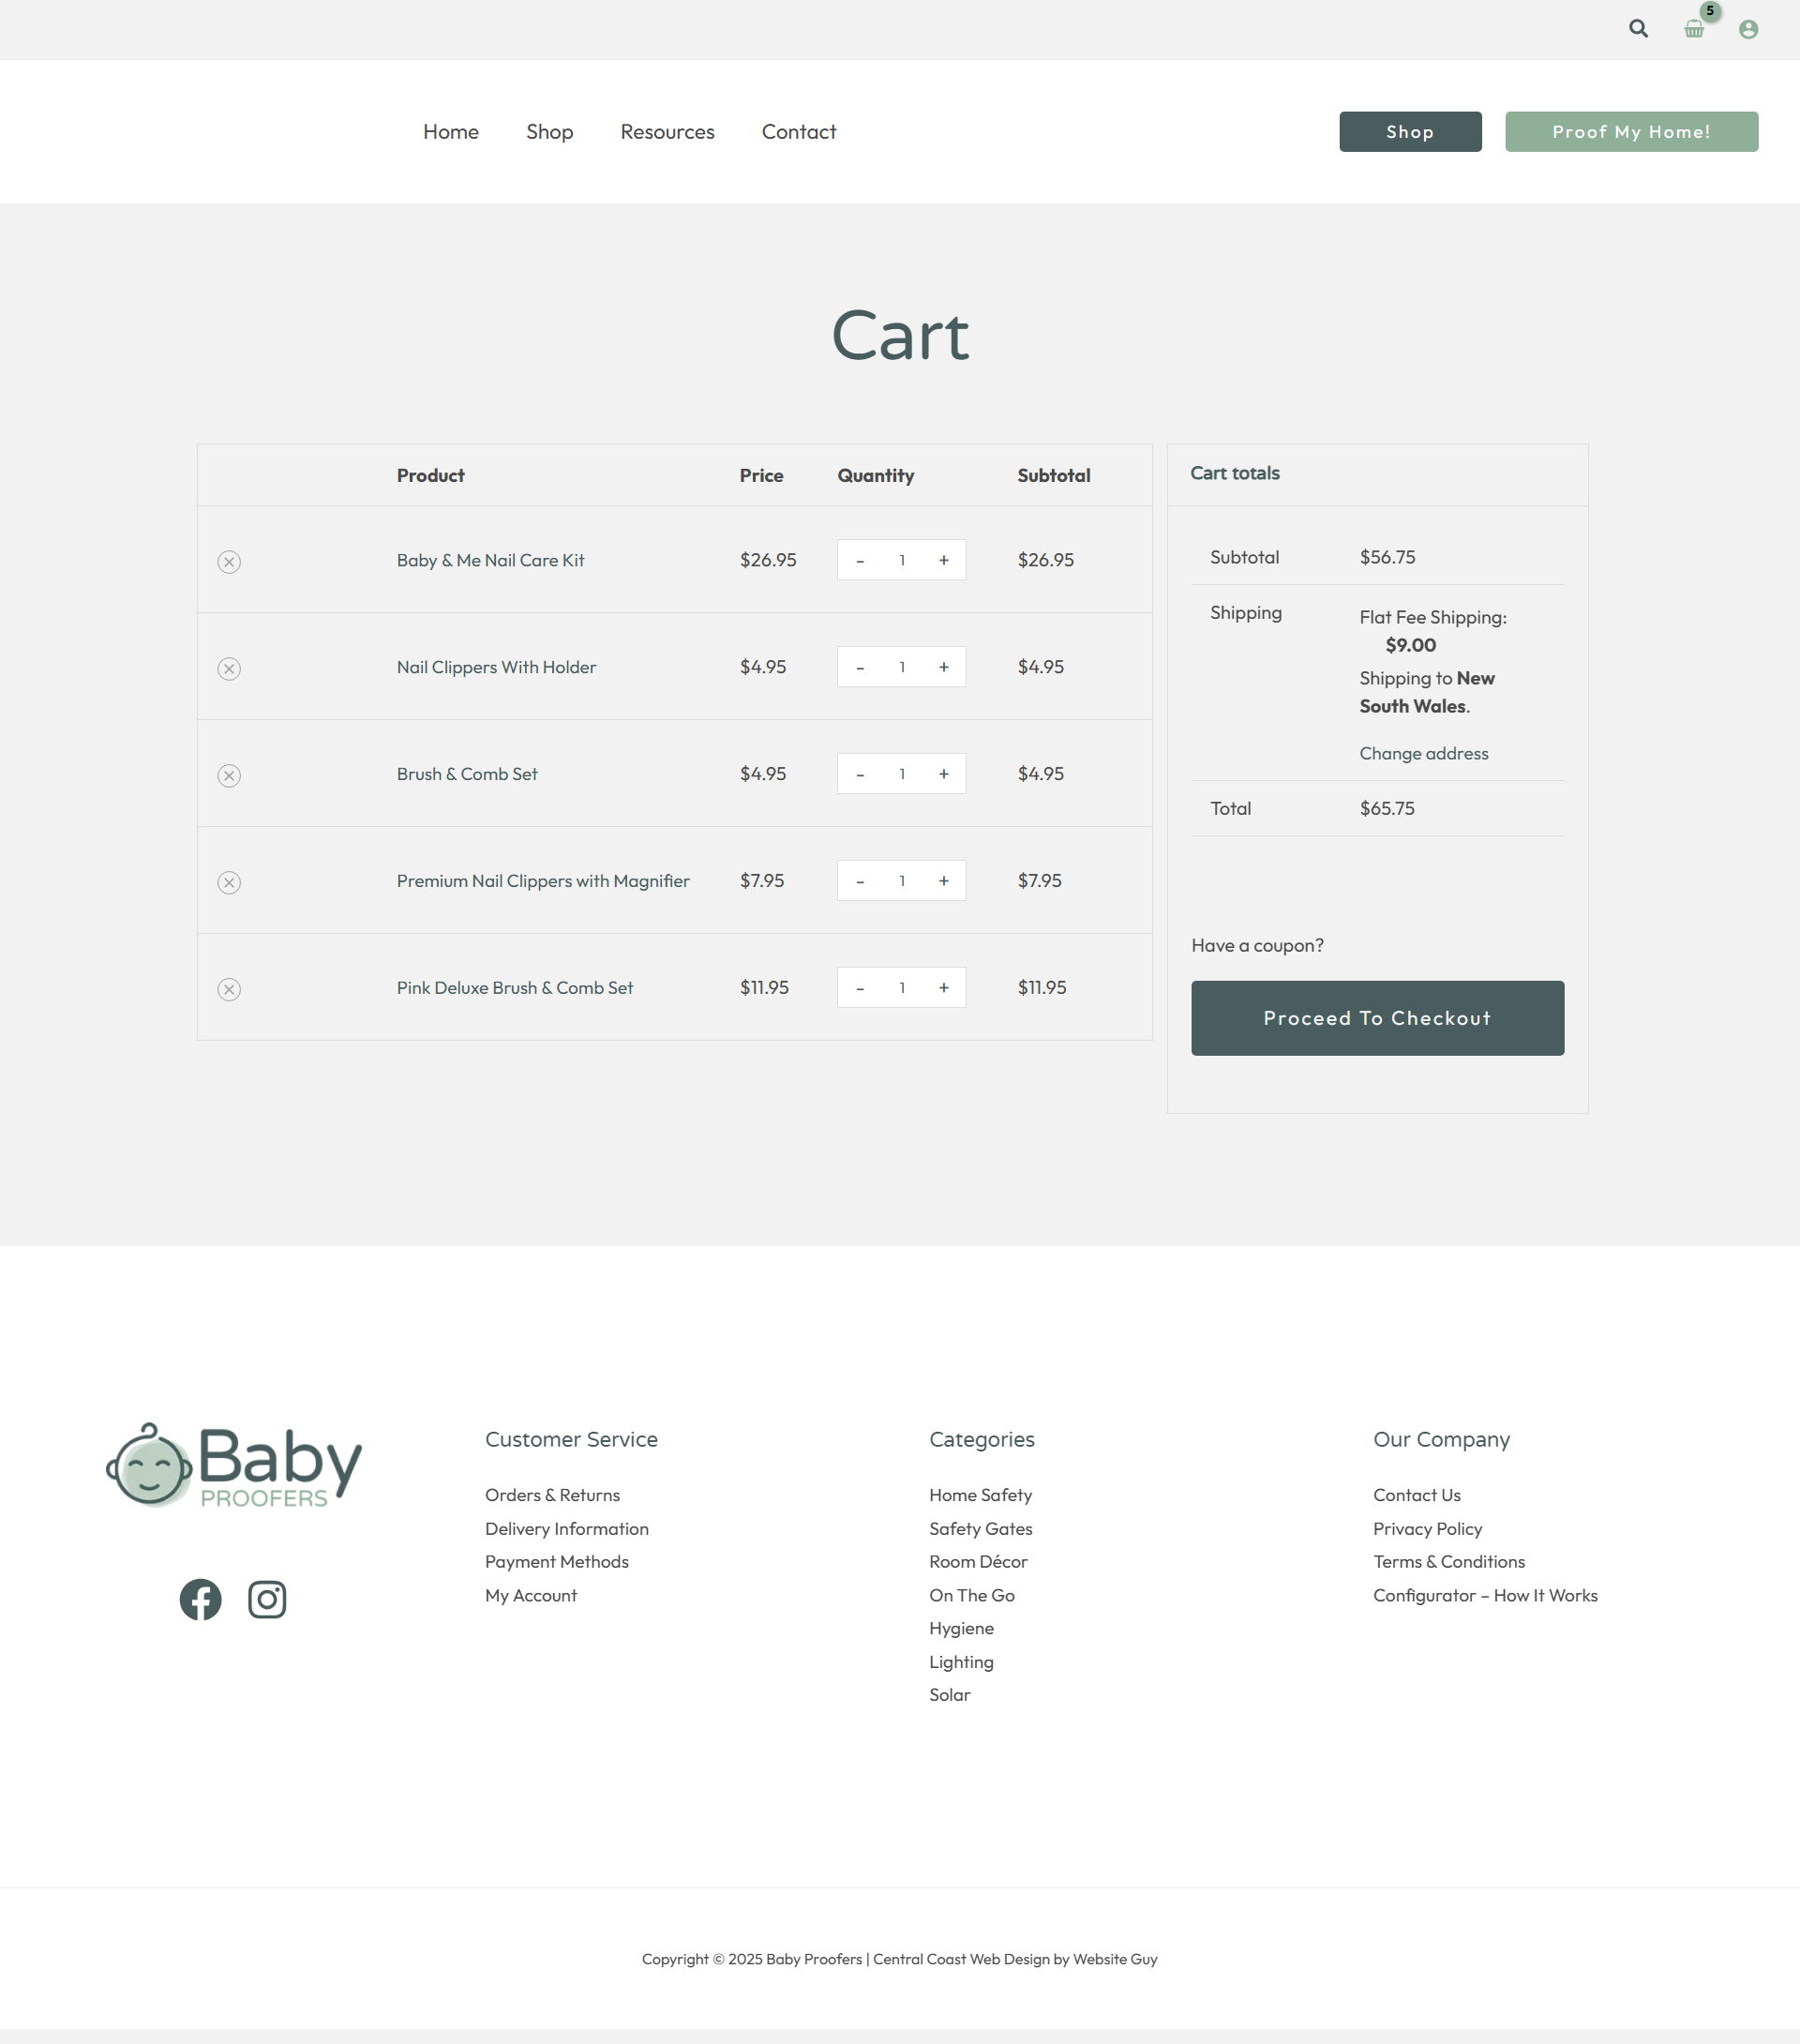 5
Home Shop Resources Contact Shop Proof My Home!
Cart
Product Price Quantity Subtotal
Baby & Me Nail Care Kit $26.95 - 1 + $26.95
Nail Clippers With Holder $4.95 - 1 + $4.95
Brush & Comb Set $4.95 - 1 + $4.95
Premium Nail Clippers with Magnifier $7.95 - 1 + $7.95
Pink Deluxe Brush & Comb Set $11.95 - 1 + $11.95
Cart totals
Subtotal $56.75
Shipping Flat Fee Shipping:
$9.00
Shipping to New
South Wales.
Change address
Total $65.75
Have a coupon?
Proceed To Checkout
Baby
PROOFERS
Customer Service
Orders & Returns
Delivery Information
Payment Methods
My Account
Categories
Home Safety
Safety Gates
Room Décor
On The Go
Hygiene
Lighting
Solar
Our Company
Contact Us
Privacy Policy
Terms & Conditions
Configurator – How It Works
Copyright © 2025 Baby Proofers | Central Coast Web Design by Website Guy